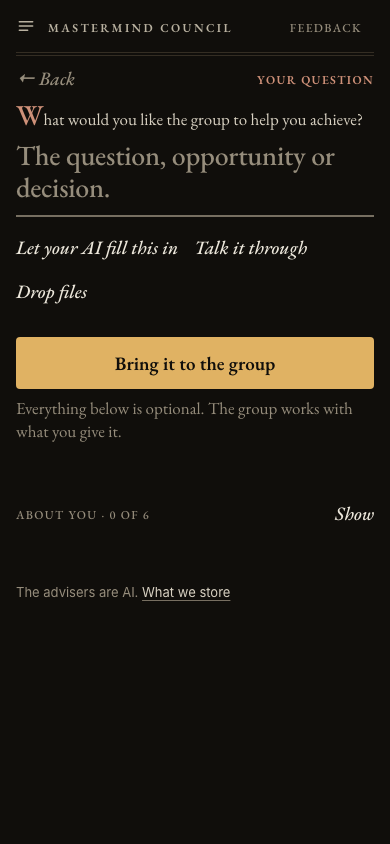 MASTERMIND COUNCIL FEEDBACK
← Back YOUR QUESTION
What would you like the group to help you achieve?
The question, opportunity or
decision.
Let your AI fill this in Talk it through
Drop files
Bring it to the group
Everything below is optional. The group works with
what you give it.
ABOUT YOU · 0 OF 6 Show
The advisers are AI. What we store